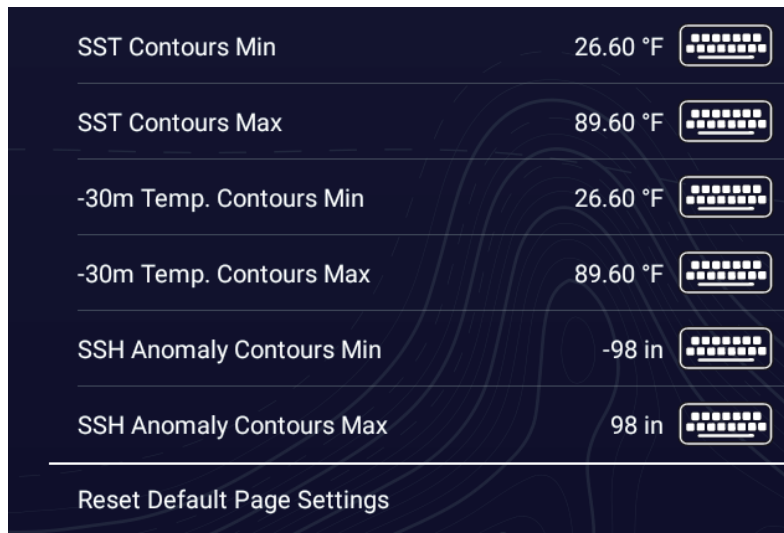 SST Contours Min 26.60 °F
SST Contours Max 89.60 °F
-30m Temp. Contours Min 26.60 °F
-30m Temp. Contours Max 89.60 °F
SSH Anomaly Contours Min -98 in
SSH Anomaly Contours Max 98 in
Reset Default Page Settings